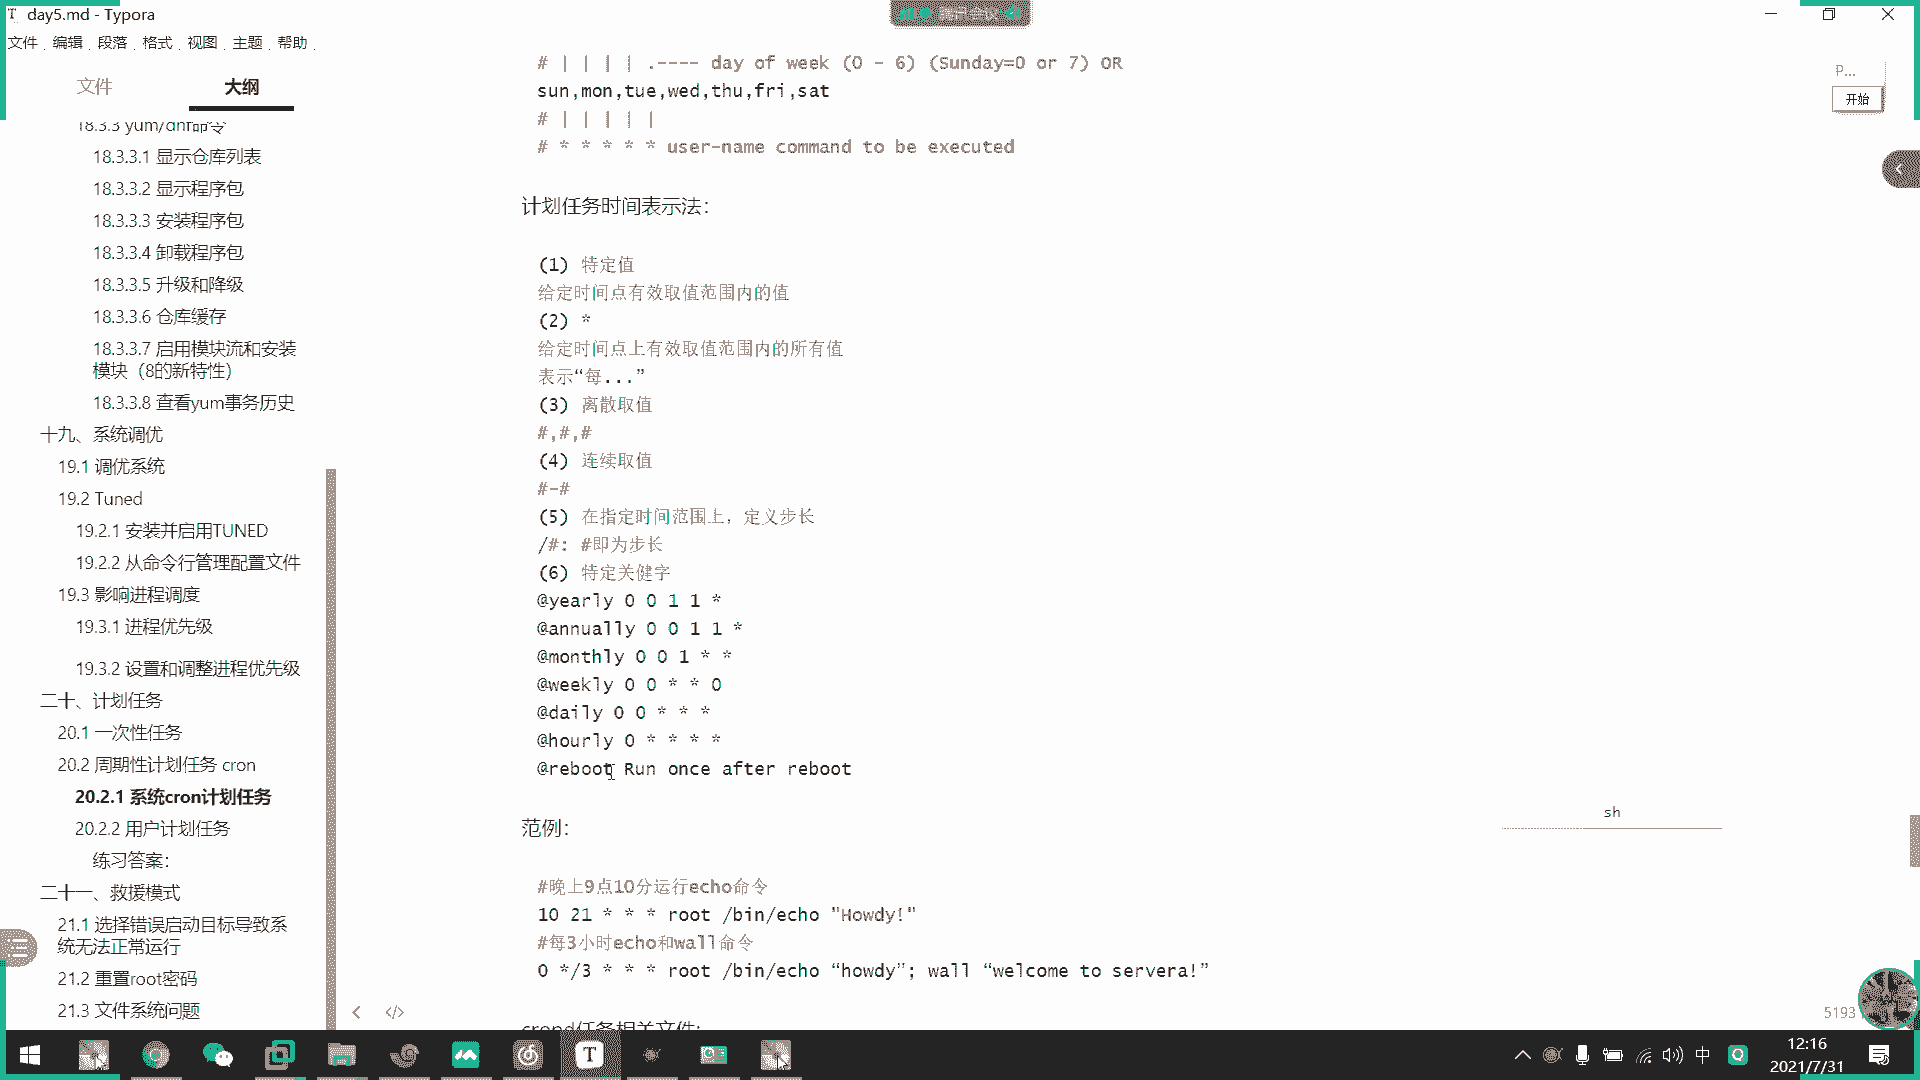 day5.md - Typora
腾讯会议
文件 编辑 段落 格式 视图 主题 帮助
文件 大纲
18.3.3 yum/dnf命令
18.3.3.1 显示仓库列表
18.3.3.2 显示程序包
18.3.3.3 安装程序包
18.3.3.4 卸载程序包
18.3.3.5 升级和降级
18.3.3.6 仓库缓存
18.3.3.7 启用模块流和安装
模块（8的新特性）
18.3.3.8 查看yum事务历史
十九、系统调优
19.1 调优系统
19.2 Tuned
19.2.1 安装并启用TUNED
19.2.2 从命令行管理配置文件
19.3 影响进程调度
19.3.1 进程优先级
19.3.2 设置和调整进程优先级
二十、计划任务
20.1 一次性任务
20.2 周期性计划任务 cron
20.2.1 系统cron计划任务
20.2.2 用户计划任务
练习答案：
二十一、救援模式
21.1 选择错误启动目标导致系
统无法正常运行
21.2 重置root密码
21.3 文件系统问题
# | | | | .---- day of week (0 - 6) (Sunday=0 or 7) OR
sun,mon,tue,wed,thu,fri,sat
# | | | | |
# * * * * * user-name command to be executed
计划任务时间表示法：
(1) 特定值
给定时间点有效取值范围内的值
(2) *
给定时间点上有效取值范围内的所有值
表示“每...”
(3) 离散取值
#,#,#
(4) 连续取值
#-#
(5) 在指定时间范围上，定义步长
/#: #即为步长
(6) 特定关健字
@yearly 0 0 1 1 *
@annually 0 0 1 1 *
@monthly 0 0 1 * *
@weekly 0 0 * * 0
@daily 0 0 * * *
@hourly 0 * * * *
@reboot Run once after reboot
范例：
#晚上9点10分运行echo命令
10 21 * * * root /bin/echo "Howdy!"
#每3小时echo和wall命令
0 */3 * * * root /bin/echo “howdy”; wall “welcome to servera!”
crond任务相关文件:
sh
P...
开始
5193
中
12:16
2021/7/31